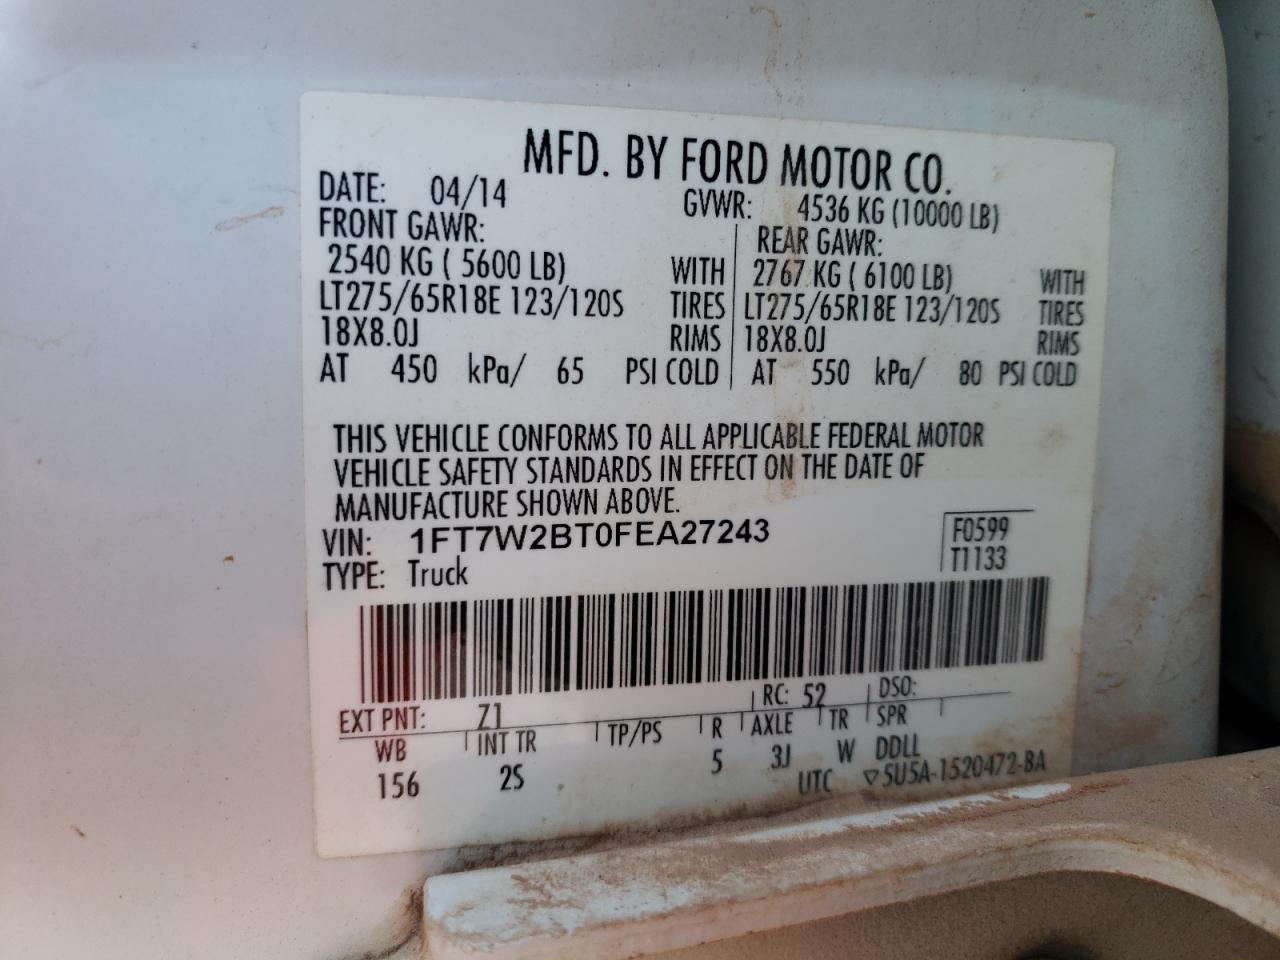 MFD. BY FORD MOTOR CO.
DATE: 04/14 GVWR: 4536 KG (10000 LB)
FRONT GAWR: REAR GAWR:
2540 KG ( 5600 LB) WITH 2767 KG ( 6100 LB) WITH
LT275/65R18E 123/120S TIRES LT275/65R18E 123/120S TIRES
18X8.0J RIMS 18X8.0J RIMS
AT 450 kPa/ 65 PSI COLD AT 550 kPa/ 80 PSI COLD
THIS VEHICLE CONFORMS TO ALL APPLICABLE FEDERAL MOTOR
VEHICLE SAFETY STANDARDS IN EFFECT ON THE DATE OF
MANUFACTURE SHOWN ABOVE.
VIN: 1FT7W2BT0FEA27243 F0599
TYPE: Truck T1133
EXT PNT: Z1 RC: 52 DSO:
WB INT TR TP/PS R AXLE TR SPR
156 2S 5 3J W DDLL
UTC ▽5U5A-1520472-BA